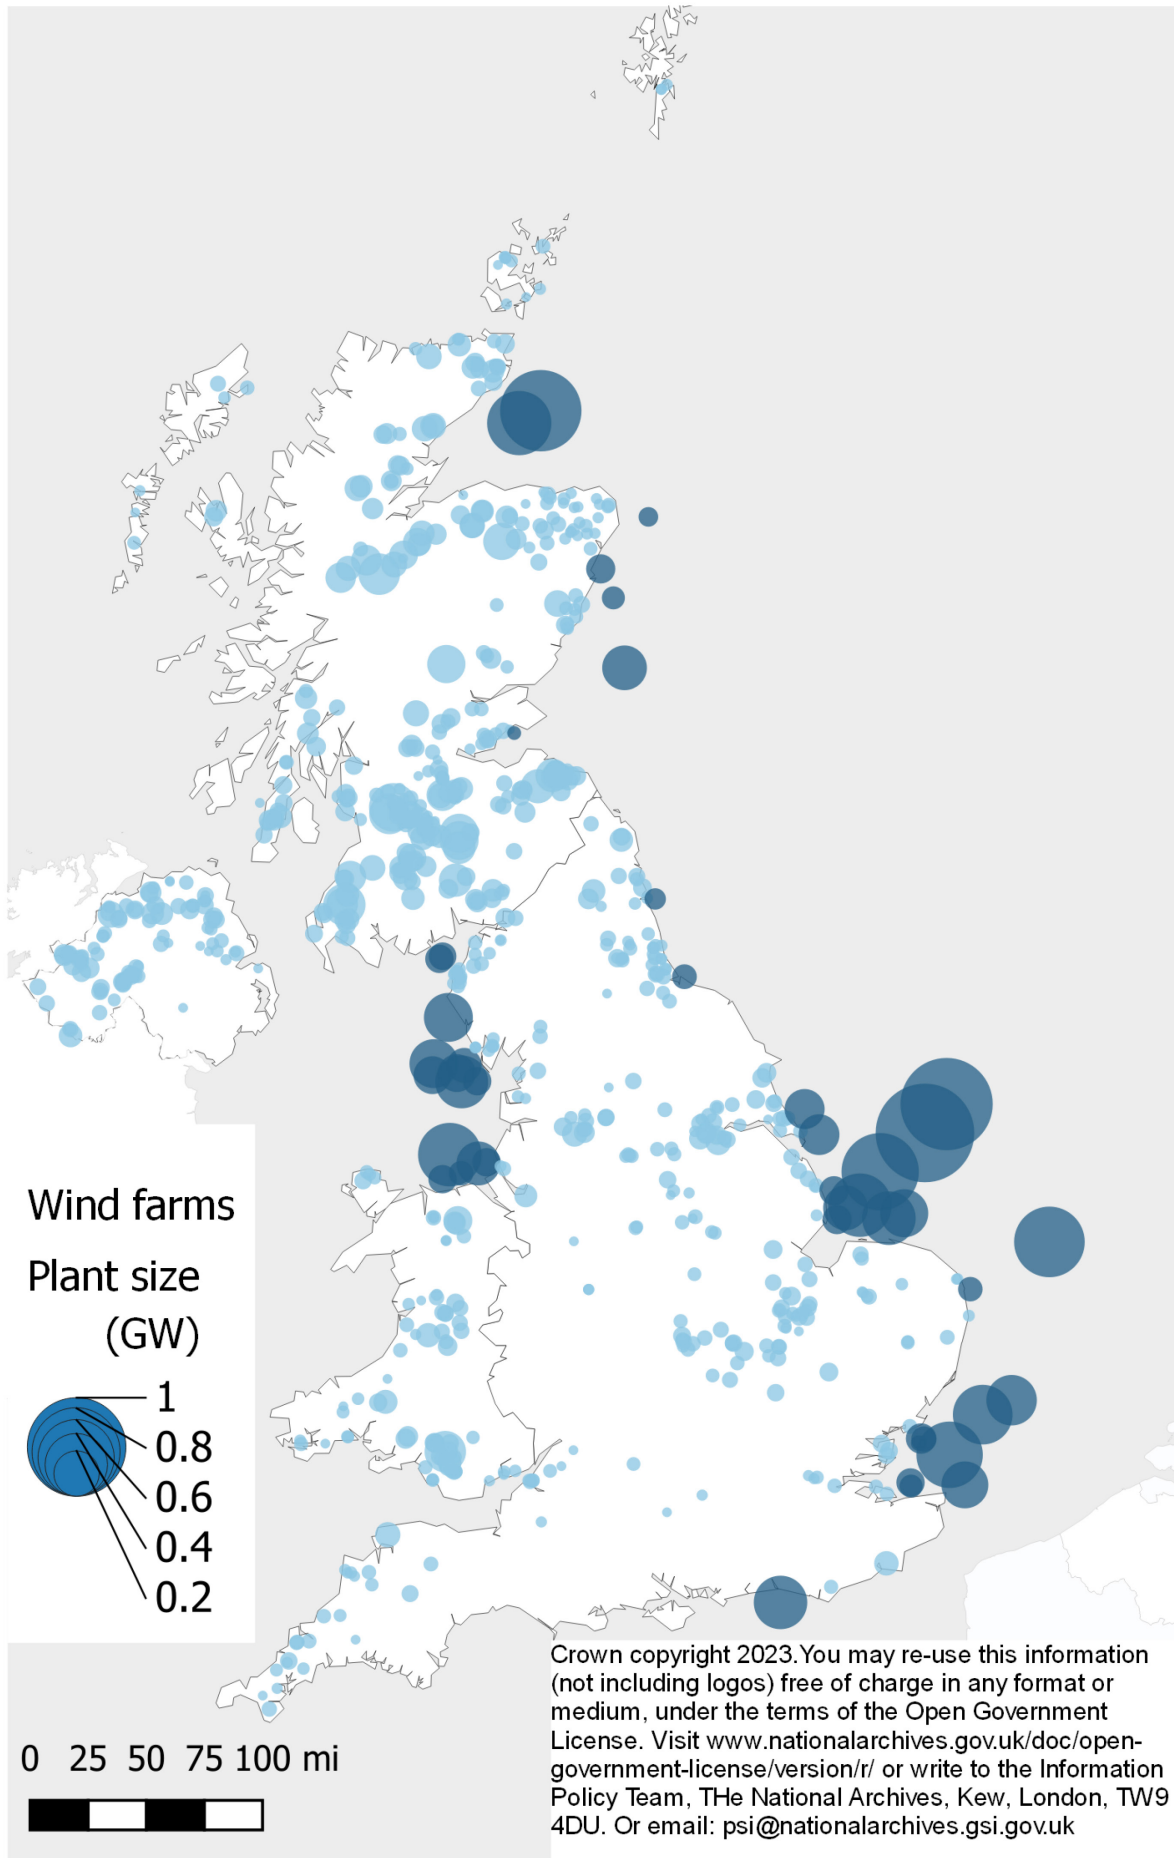 Wind farms
Plant size
(GW)
1
0.8
0.6
0.4
0.2
0 25 50 75 100 mi
Crown copyright 2023.You may re-use this information
(not including logos) free of charge in any format or
medium, under the terms of the Open Government
License. Visit www.nationalarchives.gov.uk/doc/open-
government-license/version/r/ or write to the Information
Policy Team, THe National Archives, Kew, London, TW9
4DU. Or email: psi@nationalarchives.gsi.gov.uk